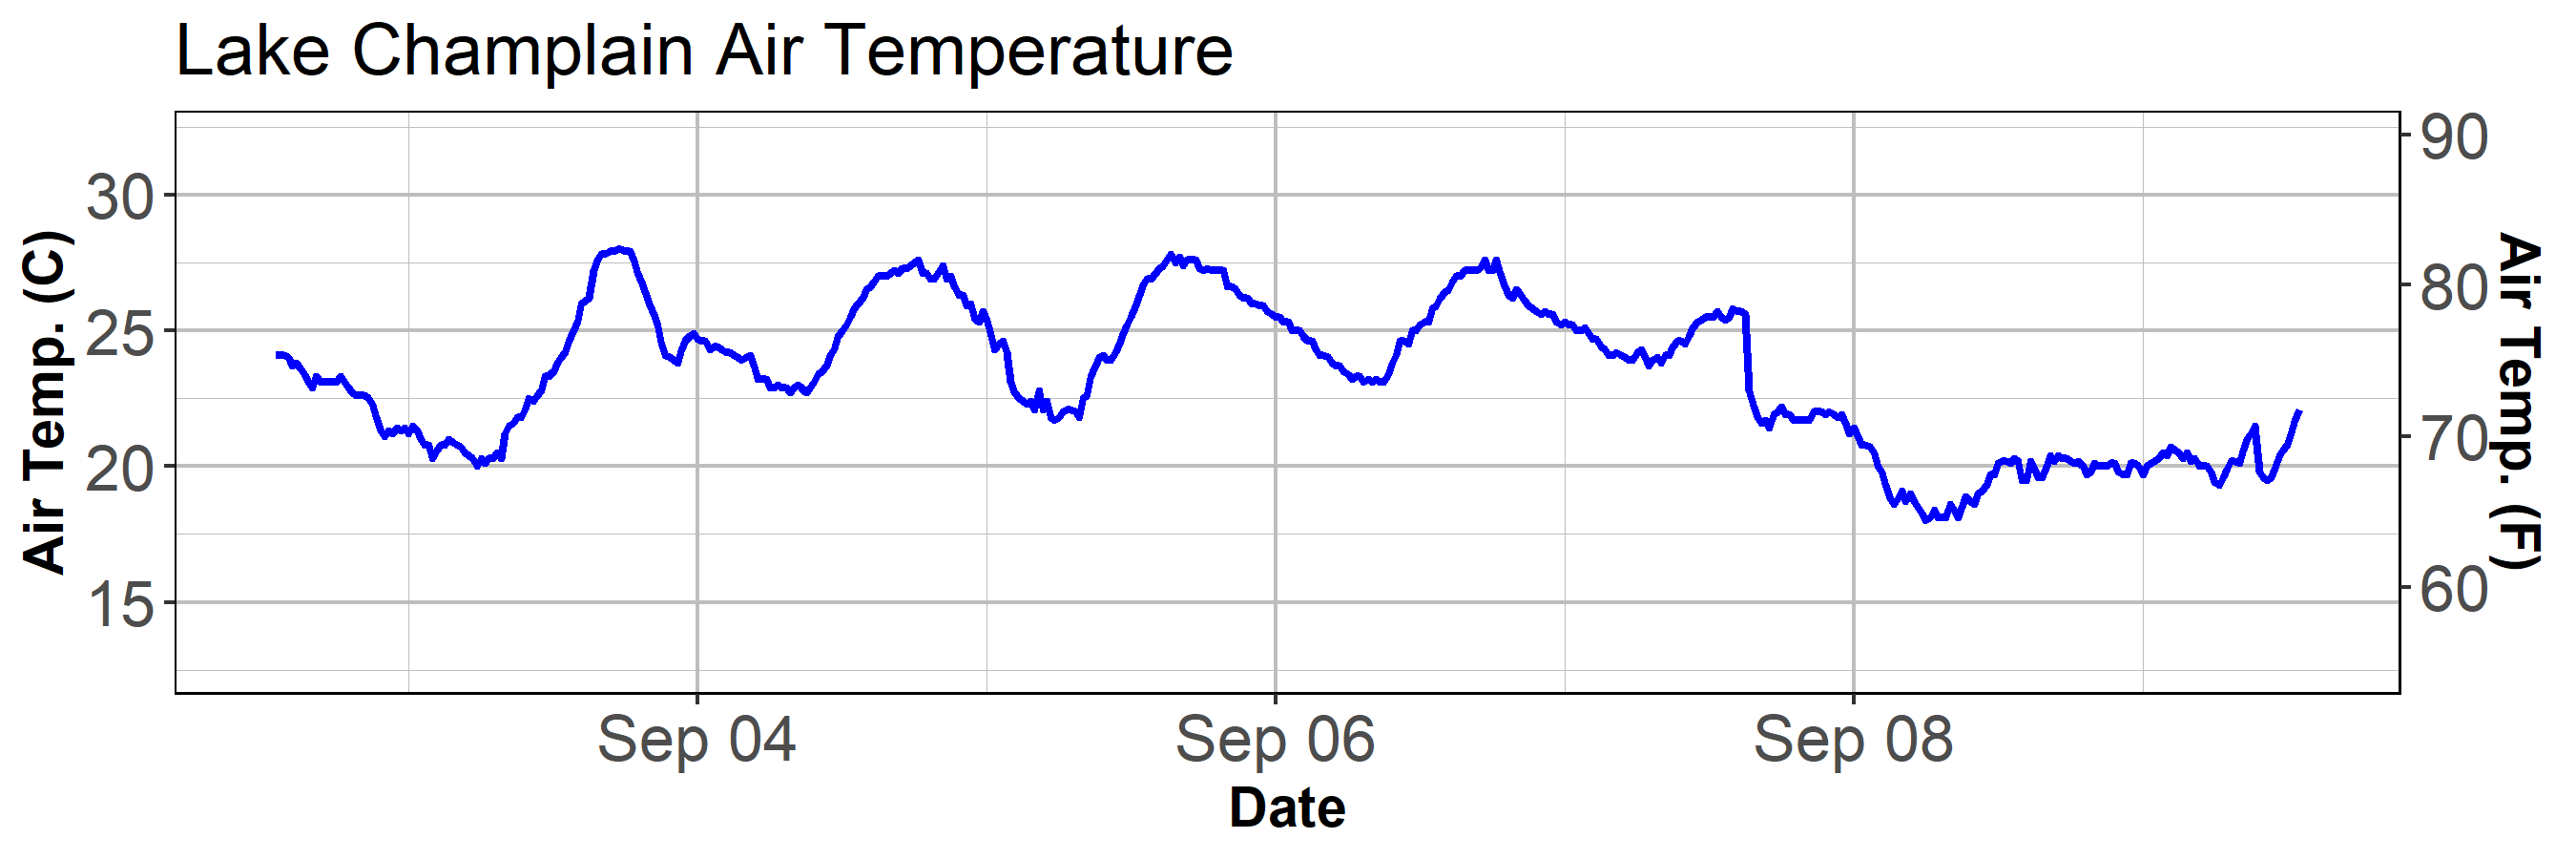 Lake Champlain Air Temperature
Air Temp. (C)
30
25
20
15
90
80
70
60
Air Temp. (F)
Sep 04
Sep 06
Sep 08
Date